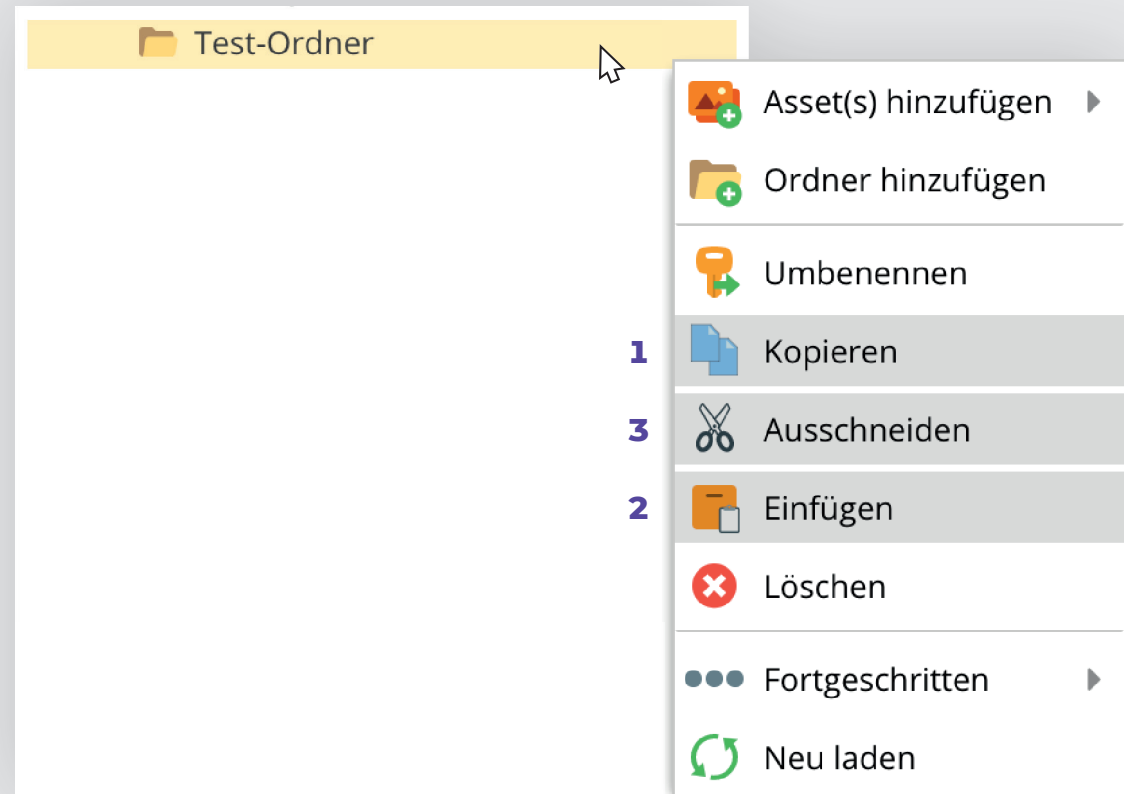 Test-Ordner
Asset(s) hinzufügen
Ordner hinzufügen
Umbenennen
1 Kopieren
3 Ausschneiden
2 Einfügen
Löschen
Fortgeschritten
Neu laden